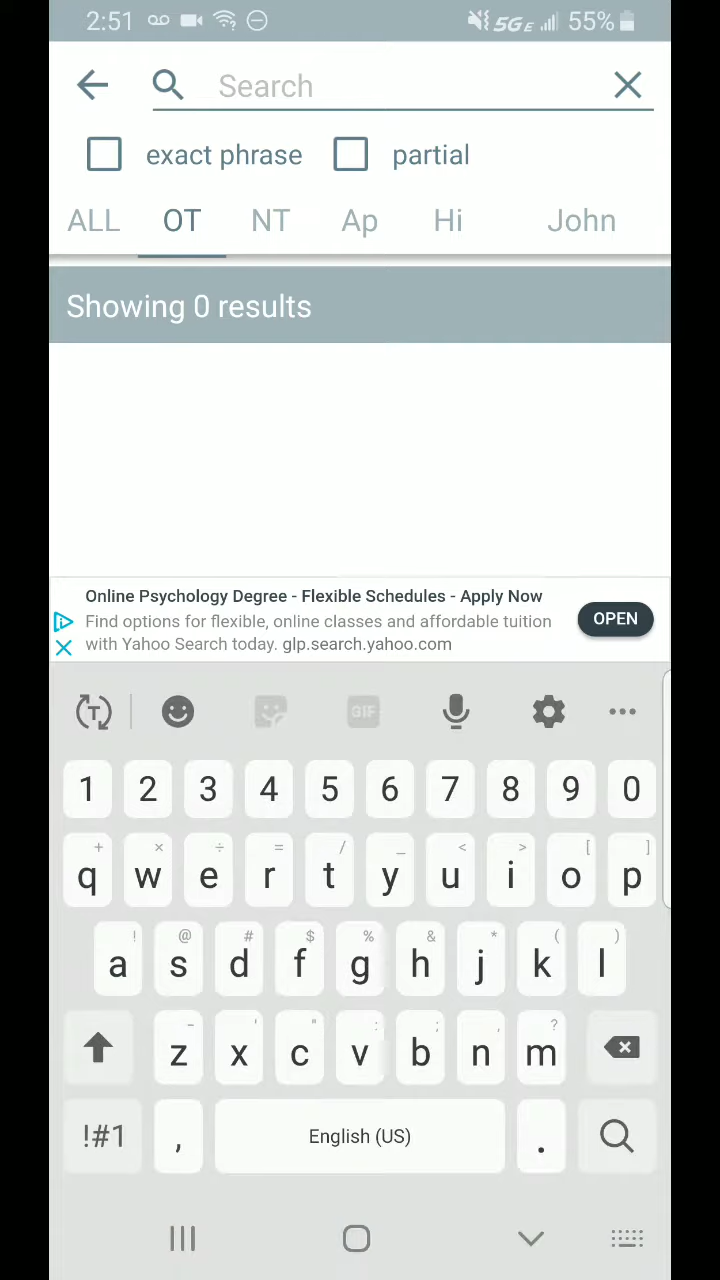 2:51 5G E 55%
Search
exact phrase partial
ALL OT NT Ap Hi John
Showing 0 results
Online Psychology Degree - Flexible Schedules - Apply Now
Find options for flexible, online classes and affordable tuition
with Yahoo Search today. glp.search.yahoo.com
OPEN
T GIF
1 2 3 4 5 6 7 8 9 0
+ × ÷ = / _ < > [ ]
q w e r t y u i o p
! @ # $ % & * ( )
a s d f g h j k l
- ' " : ; , ?
z x c v b n m
!#1 , English (US) .